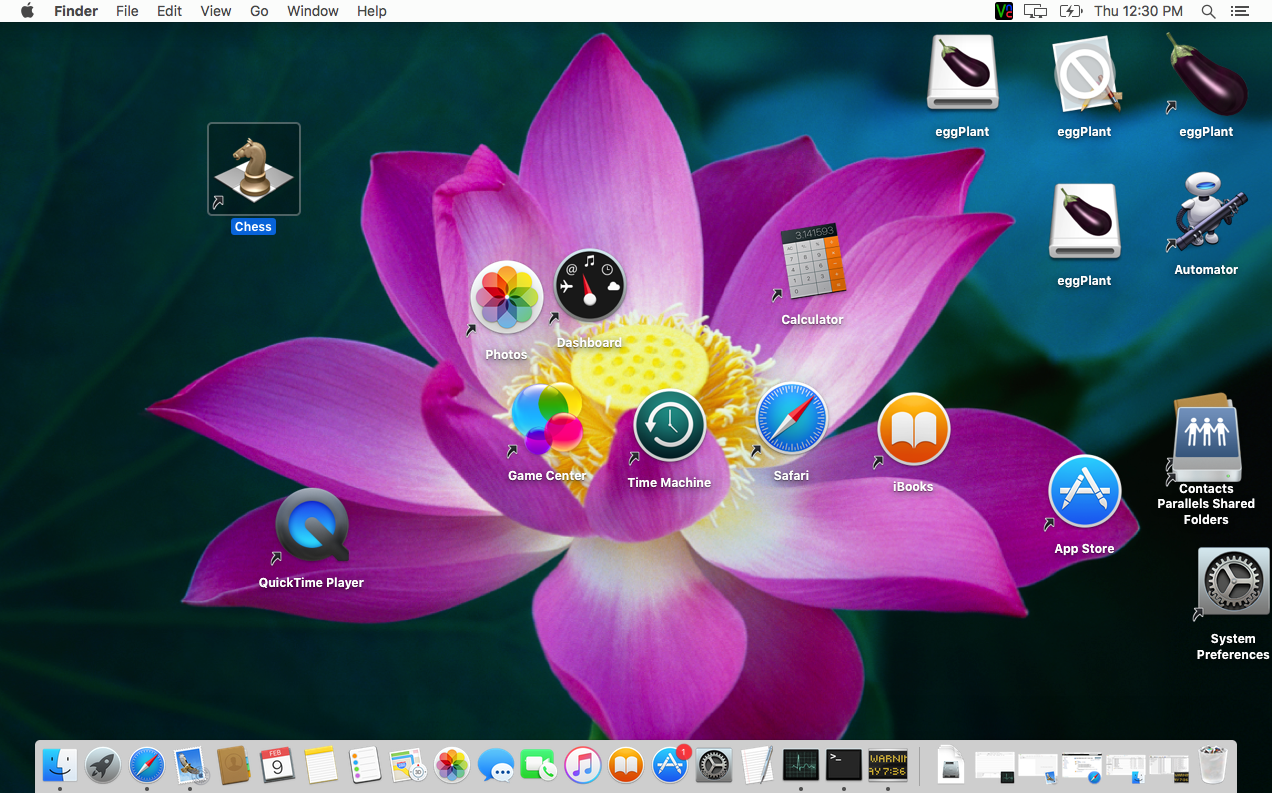 Finder File Edit View Go Window Help
Thu 12:30 PM
eggPlant
eggPlant
eggPlant
Chess
eggPlant
Automator
3.141593
Calculator
Photos
Dashboard
Game Center
Time Machine
Safari
iBooks
Contacts
Parallels Shared
Folders
App Store
QuickTime Player
System
Preferences
FEB
9
1
WARNIN
AY 7:36